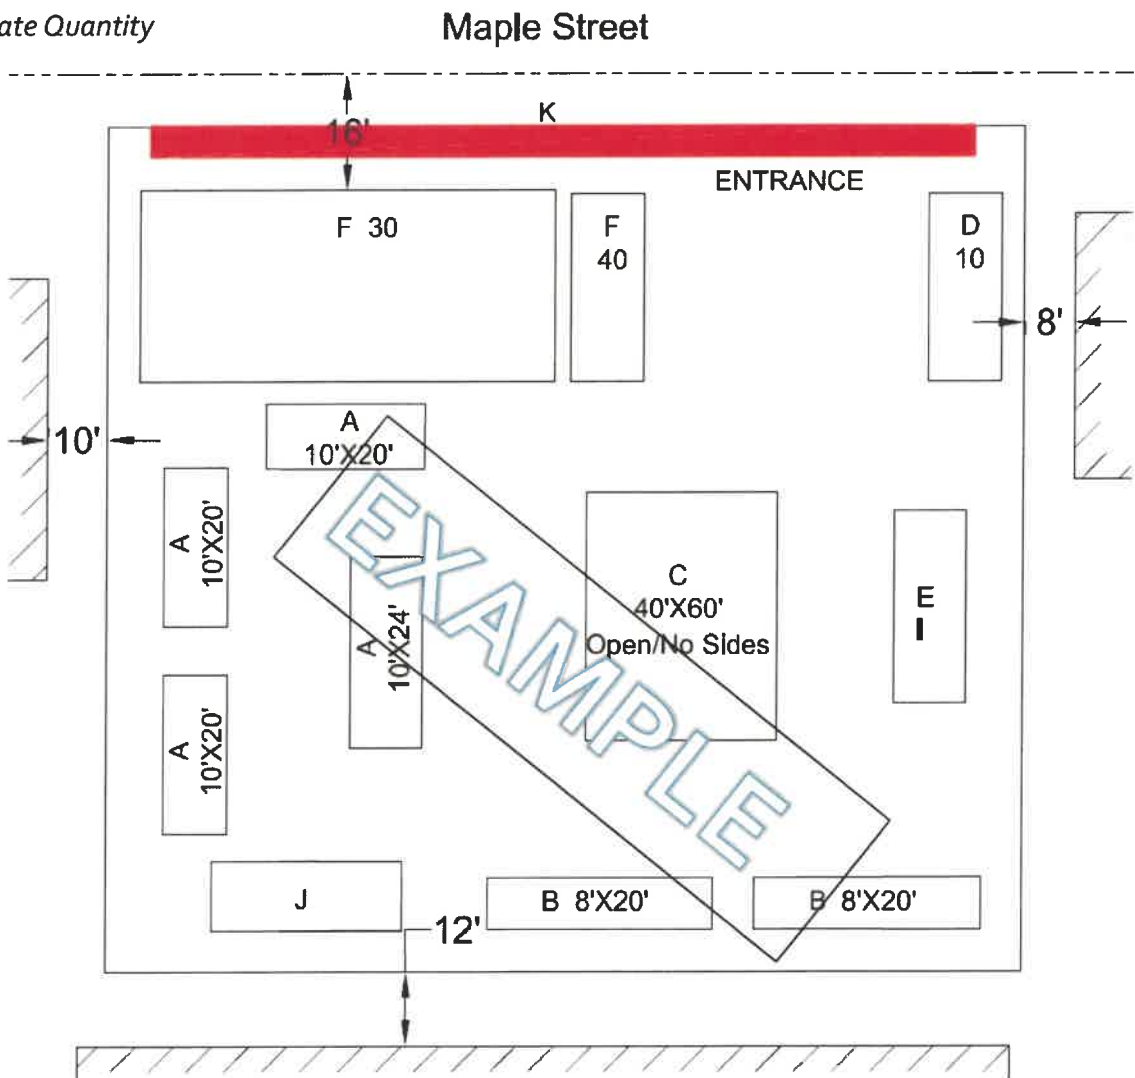 ate Quantity
Maple Street
K
16'
ENTRANCE
F 30
F
40
D
10
8'
10'
A
10'X20'
A
10'X20'
A
10'X24'
C
40'X60'
Open/No Sides
E
I
EXAMPLE
A
10'X20'
J
B 8'X20'
B 8'X20'
12'